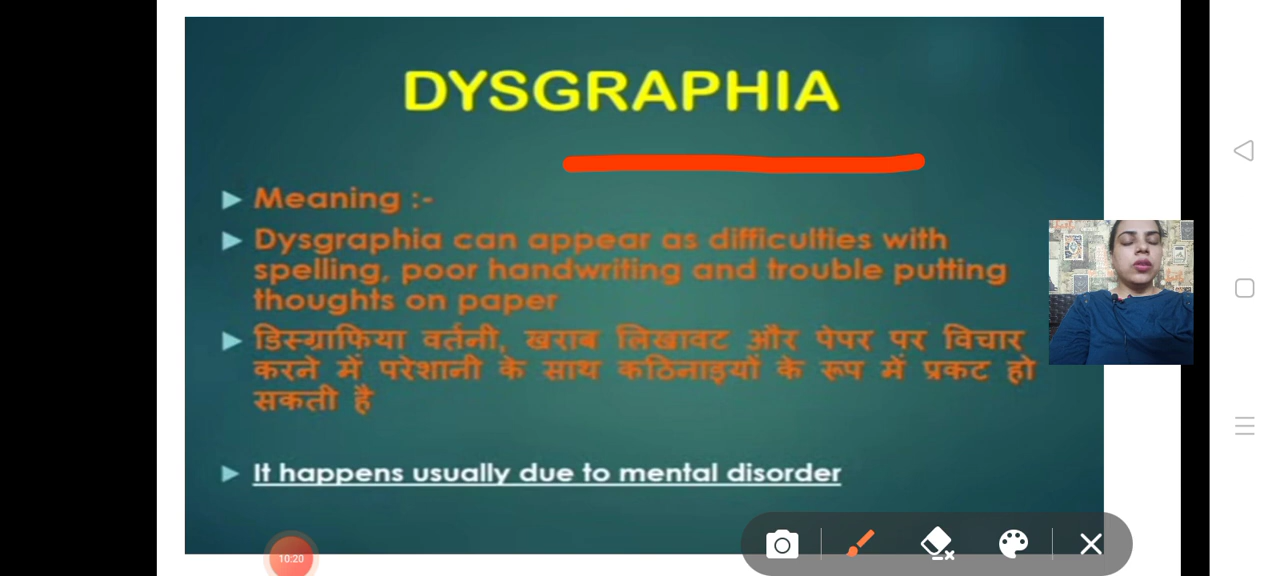 DYSGRAPHIA
Meaning :-
Dysgraphia can appear as difficulties with
spelling, poor handwriting and trouble putting
thoughts on paper
डिस्ग्राफिया वर्तनी, खराब लिखावट और पेपर पर विचार
करने में परेशानी के साथ कठिनाइयों के रूप में प्रकट हो
सकती है
It happens usually due to mental disorder
10:20